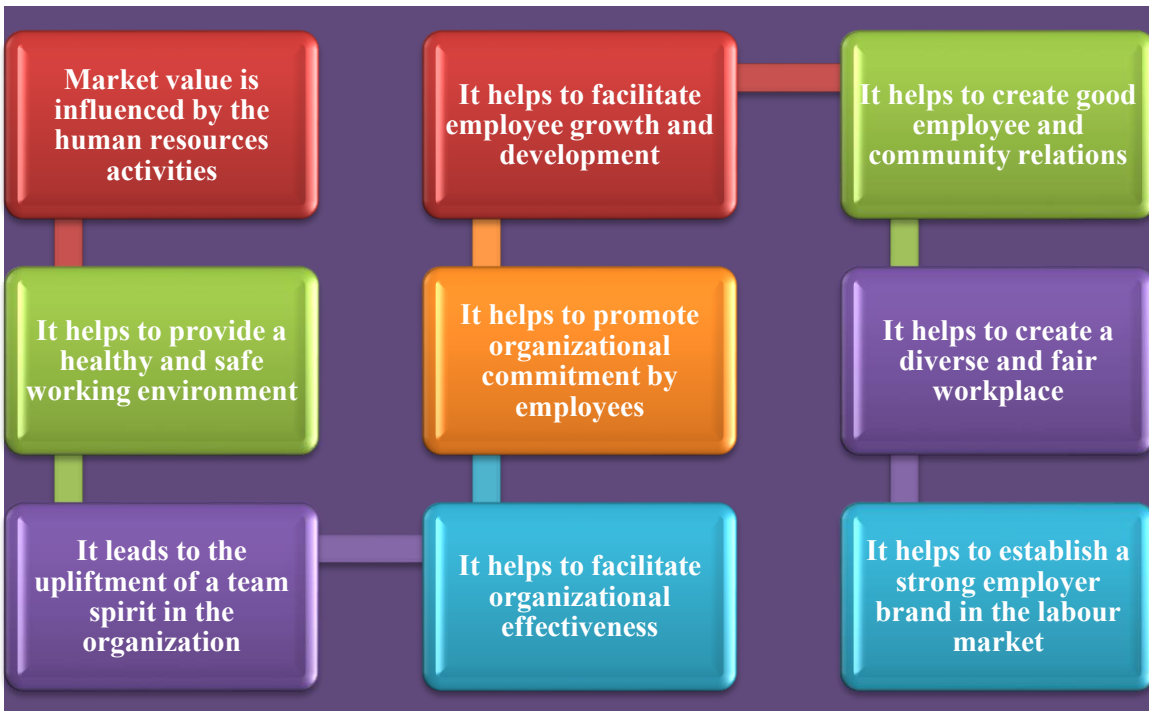 Market value is
influenced by the
human resources
activities
It helps to provide a
healthy and safe
working environment
It leads to the
upliftment of a team
spirit in the
organization
It helps to facilitate
organizational
effectiveness
It helps to promote
organizational
commitment by
employees
It helps to facilitate
employee growth and
development
It helps to create good
employee and
community relations
It helps to create a
diverse and fair
workplace
It helps to establish a
strong employer
brand in the labour
market